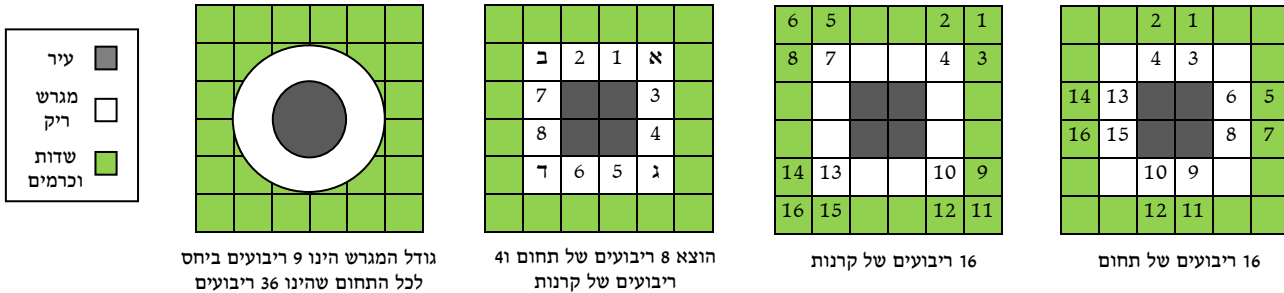 16 ריבועים של תחום
2 1
4 3
14 13 6 5
16 15 8 7
10 9
12 11
16 ריבועים של קרנות
6 5 2 1
8 7 4 3
14 13 10 9
16 15 12 11
הוצא 8 ריבועים של תחום ו4
ריבועים של קרנות
ב 2 1 א
7 3
8 4
ד 6 5 ג
גודל המגרש הינו 9 ריבועים ביחס
לכל התחום שהינו 36 ריבועים
עיר
מגרש
ריק
שדות
וכרמים